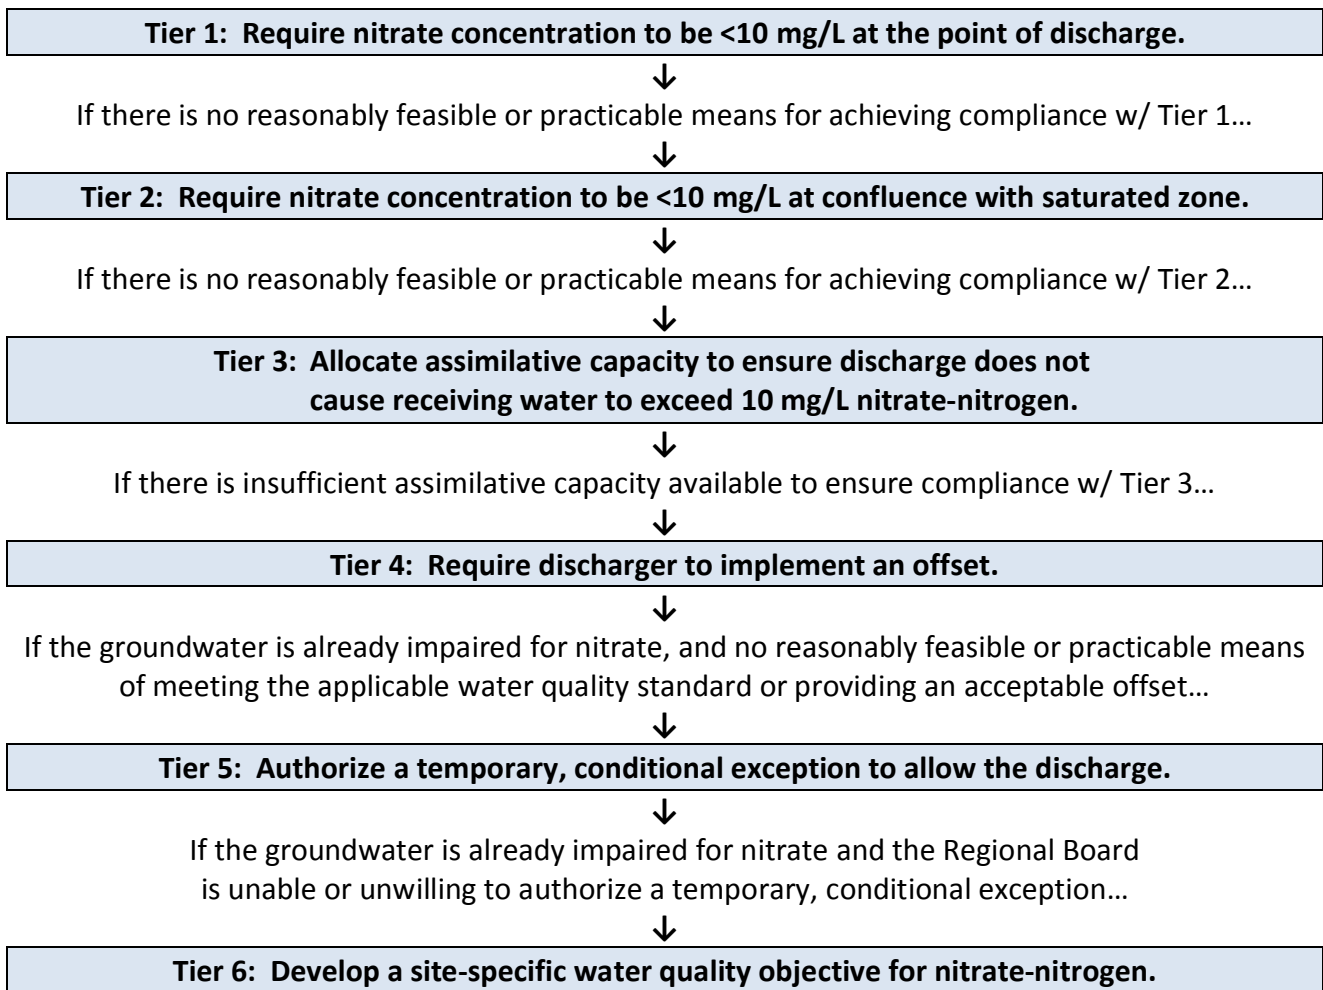 Tier 1:  Require nitrate concentration to be <10 mg/L at the point of discharge.
↓
If there is no reasonably feasible or practicable means for achieving compliance w/ Tier 1…
↓
Tier 2:  Require nitrate concentration to be <10 mg/L at confluence with saturated zone.
↓
If there is no reasonably feasible or practicable means for achieving compliance w/ Tier 2…
↓
Tier 3:  Allocate assimilative capacity to ensure discharge does not
cause receiving water to exceed 10 mg/L nitrate-nitrogen.
↓
If there is insufficient assimilative capacity available to ensure compliance w/ Tier 3…
↓
Tier 4:  Require discharger to implement an offset.
↓
If the groundwater is already impaired for nitrate, and no reasonably feasible or practicable means
of meeting the applicable water quality standard or providing an acceptable offset…
↓
Tier 5:  Authorize a temporary, conditional exception to allow the discharge.
↓
If the groundwater is already impaired for nitrate and the Regional Board
is unable or unwilling to authorize a temporary, conditional exception…
↓
Tier 6:  Develop a site-specific water quality objective for nitrate-nitrogen.